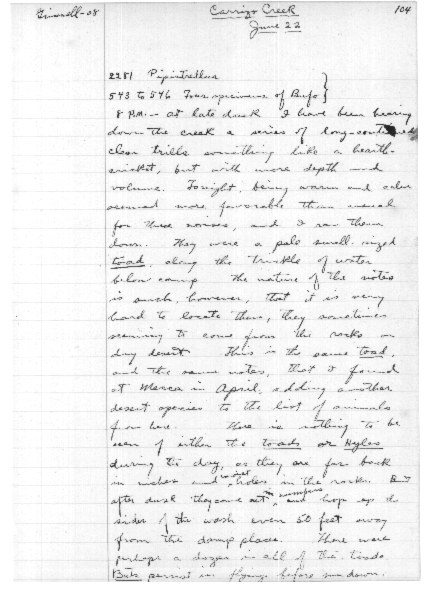 Grinnell-08
Carrizo Creek
104
June 22
2281 Pipistrellus
543 to 546 Four specimens of Bufo
8 P.M. - at late dusk I have been hearing
down the creek a series of long-continued
clear trills something like a hearth-
cricket, but with more depth and
volume. Tonight, being warm and calm
seemed more favorable than usual
for these noises, and I ran them
down. They were a pale small-sized
toad, along the trickle of water
below camp. The nature of the notes
is such, however, that it is very
hard to locate them, they sometimes
seeming to come from the rocks or
dry desert. This is the same toad,
and the same notes, that I found
at Mecca in April, adding another
desert species to the list of animals
from here. There is nothing to be
seen of either the toads or Hylas
during the day, as they are far back
in niches and wet holes in the rocks. But
after dusk they come out in numbers and hop up the
sides of the wash even 50 feet away
from the damp place. There were
perhaps a dozen in all of the toads.
Bats persist in flying before sundown.